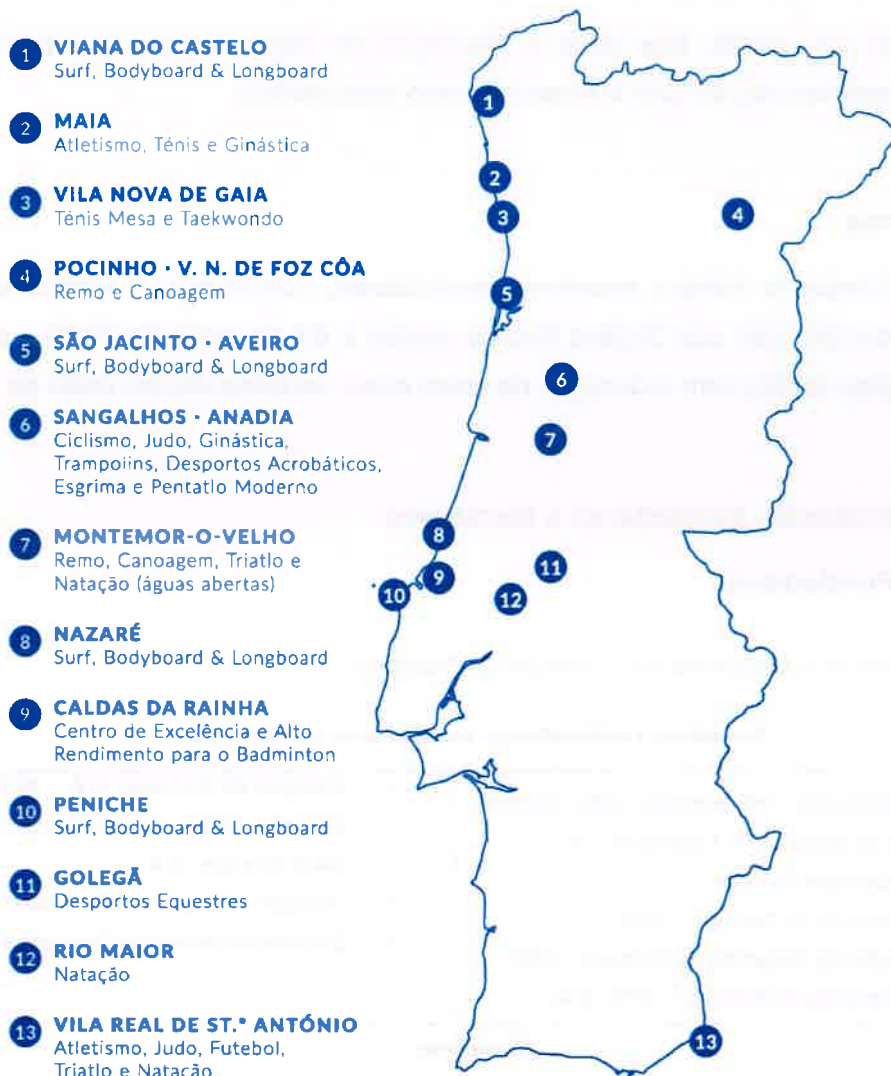 1 VIANA DO CASTELO
Surf, Bodyboard & Longboard
2 MAIA
Atletismo, Ténis e Ginástica
3 VILA NOVA DE GAIA
Ténis Mesa e Taekwondo
4 POCINHO · V. N. DE FOZ CÔA
Remo e Canoagem
5 SÃO JACINTO · AVEIRO
Surf, Bodyboard & Longboard
6 SANGALHOS · ANADIA
Ciclismo, Judo, Ginástica,
Trampolins, Desportos Acrobáticos,
Esgrima e Pentatlo Moderno
7 MONTEMOR-O-VELHO
Remo, Canoagem, Triatlo e
Natação (águas abertas)
8 NAZARÉ
Surf, Bodyboard & Longboard
9 CALDAS DA RAINHA
Centro de Excelência e Alto
Rendimento para o Badminton
10 PENICHE
Surf, Bodyboard & Longboard
11 GOLEGÃ
Desportos Equestres
12 RIO MAIOR
Natação
13 VILA REAL DE ST.º ANTÓNIO
Atletismo, Judo, Futebol,
Triatlo e Natação
1
2
3
4
5
6
7
8
9
10
11
12
13